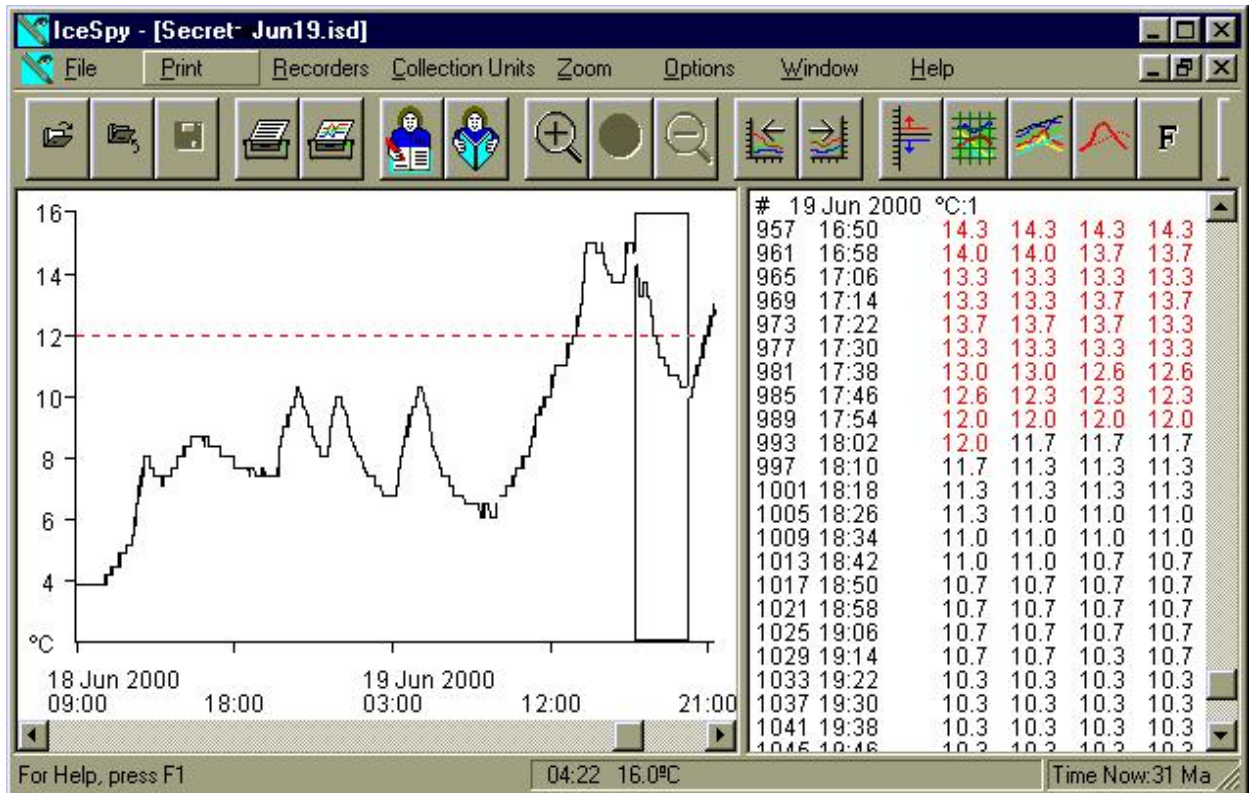 IceSpy - [Secret- Jun19.isd]
File Print Recorders Collection Units Zoom Options Window Help
F
16
14
12
10
8
6
4
°C
18 Jun 2000 19 Jun 2000
09:00 18:00 03:00 12:00 21:00
# 19 Jun 2000 °C:1
957 16:50 14.3 14.3 14.3 14.3
961 16:58 14.0 14.0 13.7 13.7
965 17:06 13.3 13.3 13.3 13.3
969 17:14 13.3 13.3 13.7 13.7
973 17:22 13.7 13.7 13.7 13.3
977 17:30 13.3 13.3 13.3 13.3
981 17:38 13.0 13.0 12.6 12.6
985 17:46 12.6 12.3 12.3 12.3
989 17:54 12.0 12.0 12.0 12.0
993 18:02 12.0 11.7 11.7 11.7
997 18:10 11.7 11.3 11.3 11.3
1001 18:18 11.3 11.3 11.3 11.3
1005 18:26 11.3 11.0 11.0 11.0
1009 18:34 11.0 11.0 11.0 11.0
1013 18:42 11.0 11.0 10.7 10.7
1017 18:50 10.7 10.7 10.7 10.7
1021 18:58 10.7 10.7 10.7 10.7
1025 19:06 10.7 10.7 10.7 10.7
1029 19:14 10.7 10.7 10.3 10.7
1033 19:22 10.3 10.3 10.3 10.3
1037 19:30 10.3 10.3 10.3 10.3
1041 19:38 10.3 10.3 10.3 10.3
1045 19:46 10.3 10.3 10.3 10.3
For Help, press F1 04:22 16.0ºC Time Now:31 Ma